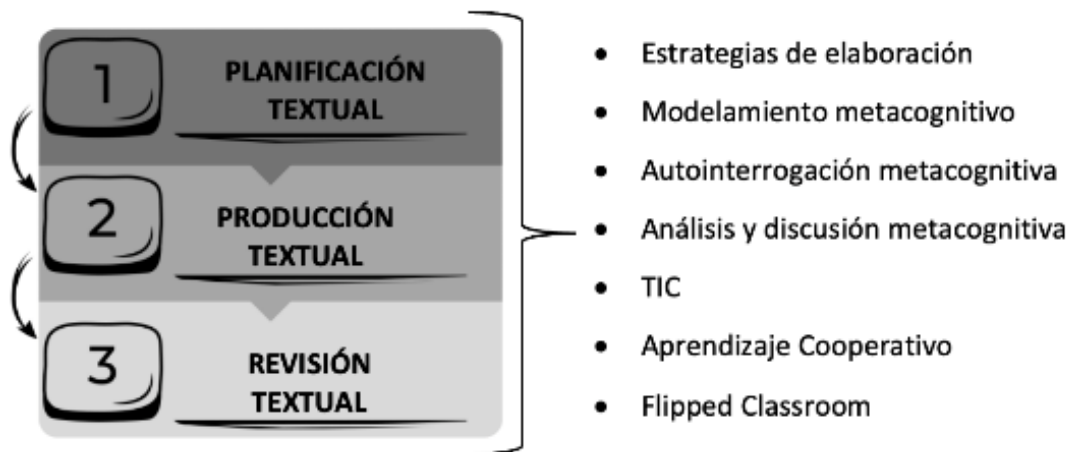 1
PLANIFICACIÓN
TEXTUAL
2
PRODUCCIÓN
TEXTUAL
3
REVISIÓN
TEXTUAL
• Estrategias de elaboración
• Modelamiento metacognitivo
• Autointerrogación metacognitiva
• Análisis y discusión metacognitiva
• TIC
• Aprendizaje Cooperativo
• Flipped Classroom